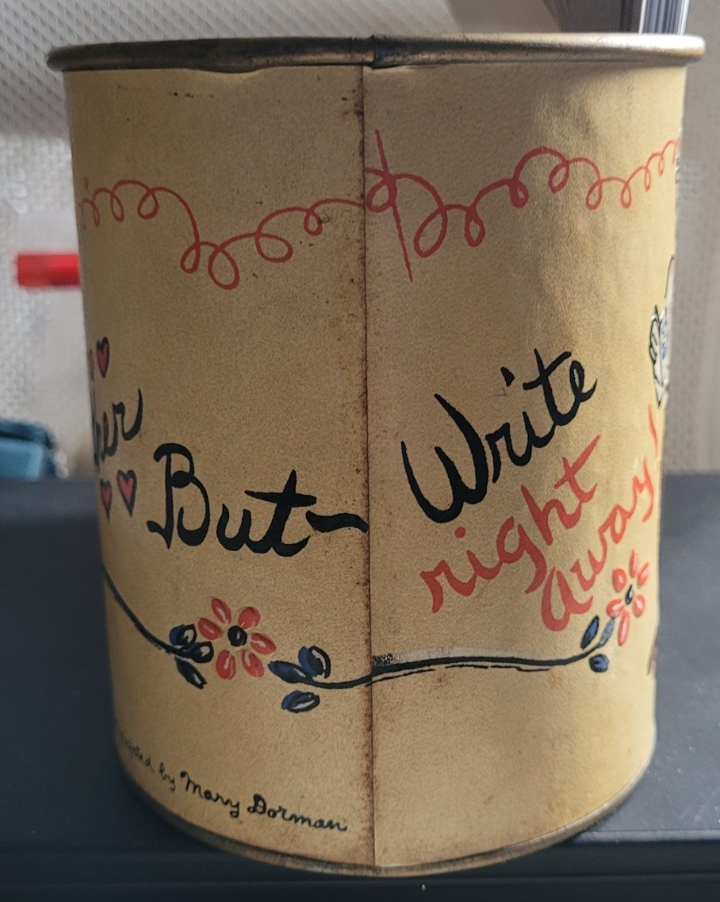 But-
Write
right
away!
by Mary Dorman